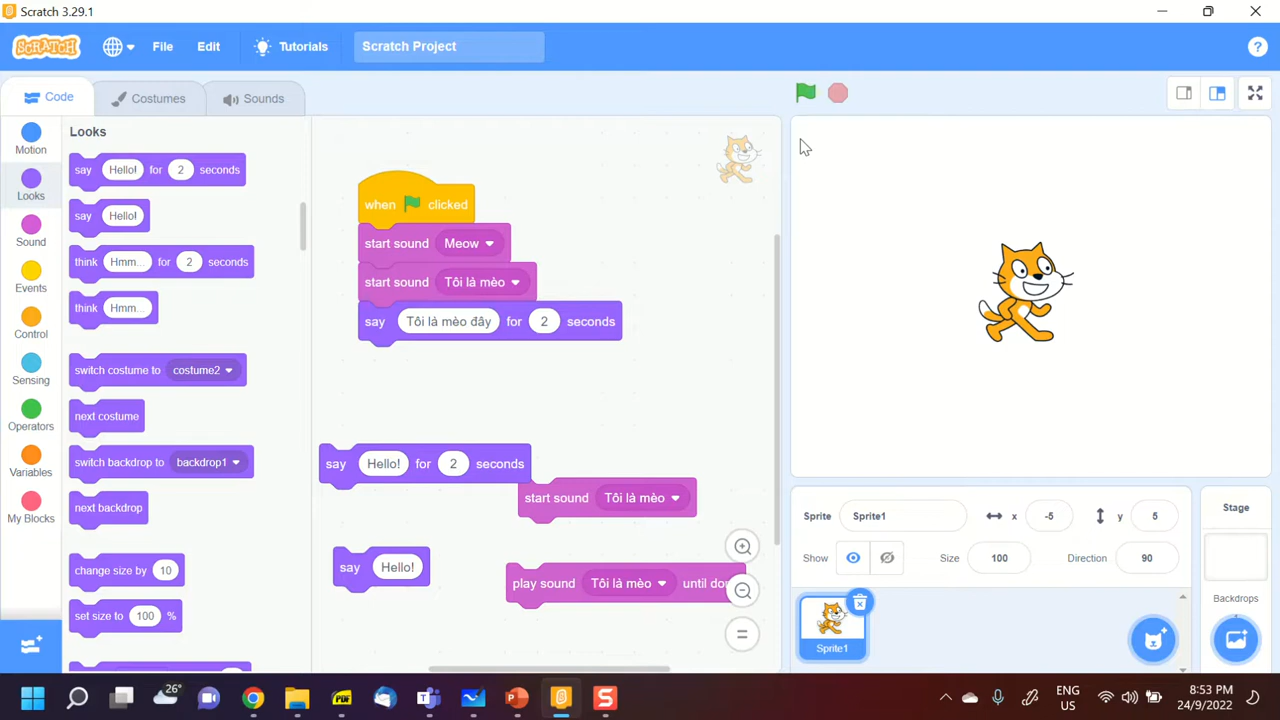 Scratch 3.29.1
SCRATCH
File
Edit
Tutorials
Scratch Project
?
Code
Costumes
Sounds
Motion
Looks
Sound
Events
Control
Sensing
Operators
Variables
My Blocks
Looks
say Hello! for 2 seconds
say Hello!
think Hmm... for 2 seconds
think Hmm...
switch costume to costume2
next costume
switch backdrop to backdrop1
next backdrop
change size by 10
set size to 100 %
when clicked
start sound Meow
start sound Tôi là mèo
say Tôi là mèo đây for 2 seconds
say Hello! for 2 seconds
start sound Tôi là mèo
say Hello!
play sound Tôi là mèo until dor
Sprite Sprite1 x -5 y 5
Show Size 100 Direction 90
Sprite1
Stage
Backdrops
26°
PDF
S
ENG
US
8:53 PM
24/9/2022